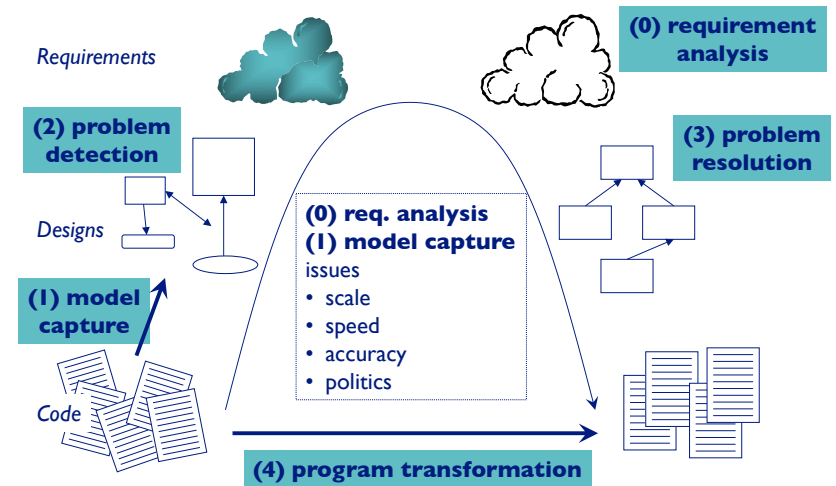 Requirements
(0) requirement
analysis
(2) problem
detection
(3) problem
resolution
Designs
(0) req. analysis
(1) model capture
issues
• scale
• speed
• accuracy
• politics
(1) model
capture
Code
(4) program transformation